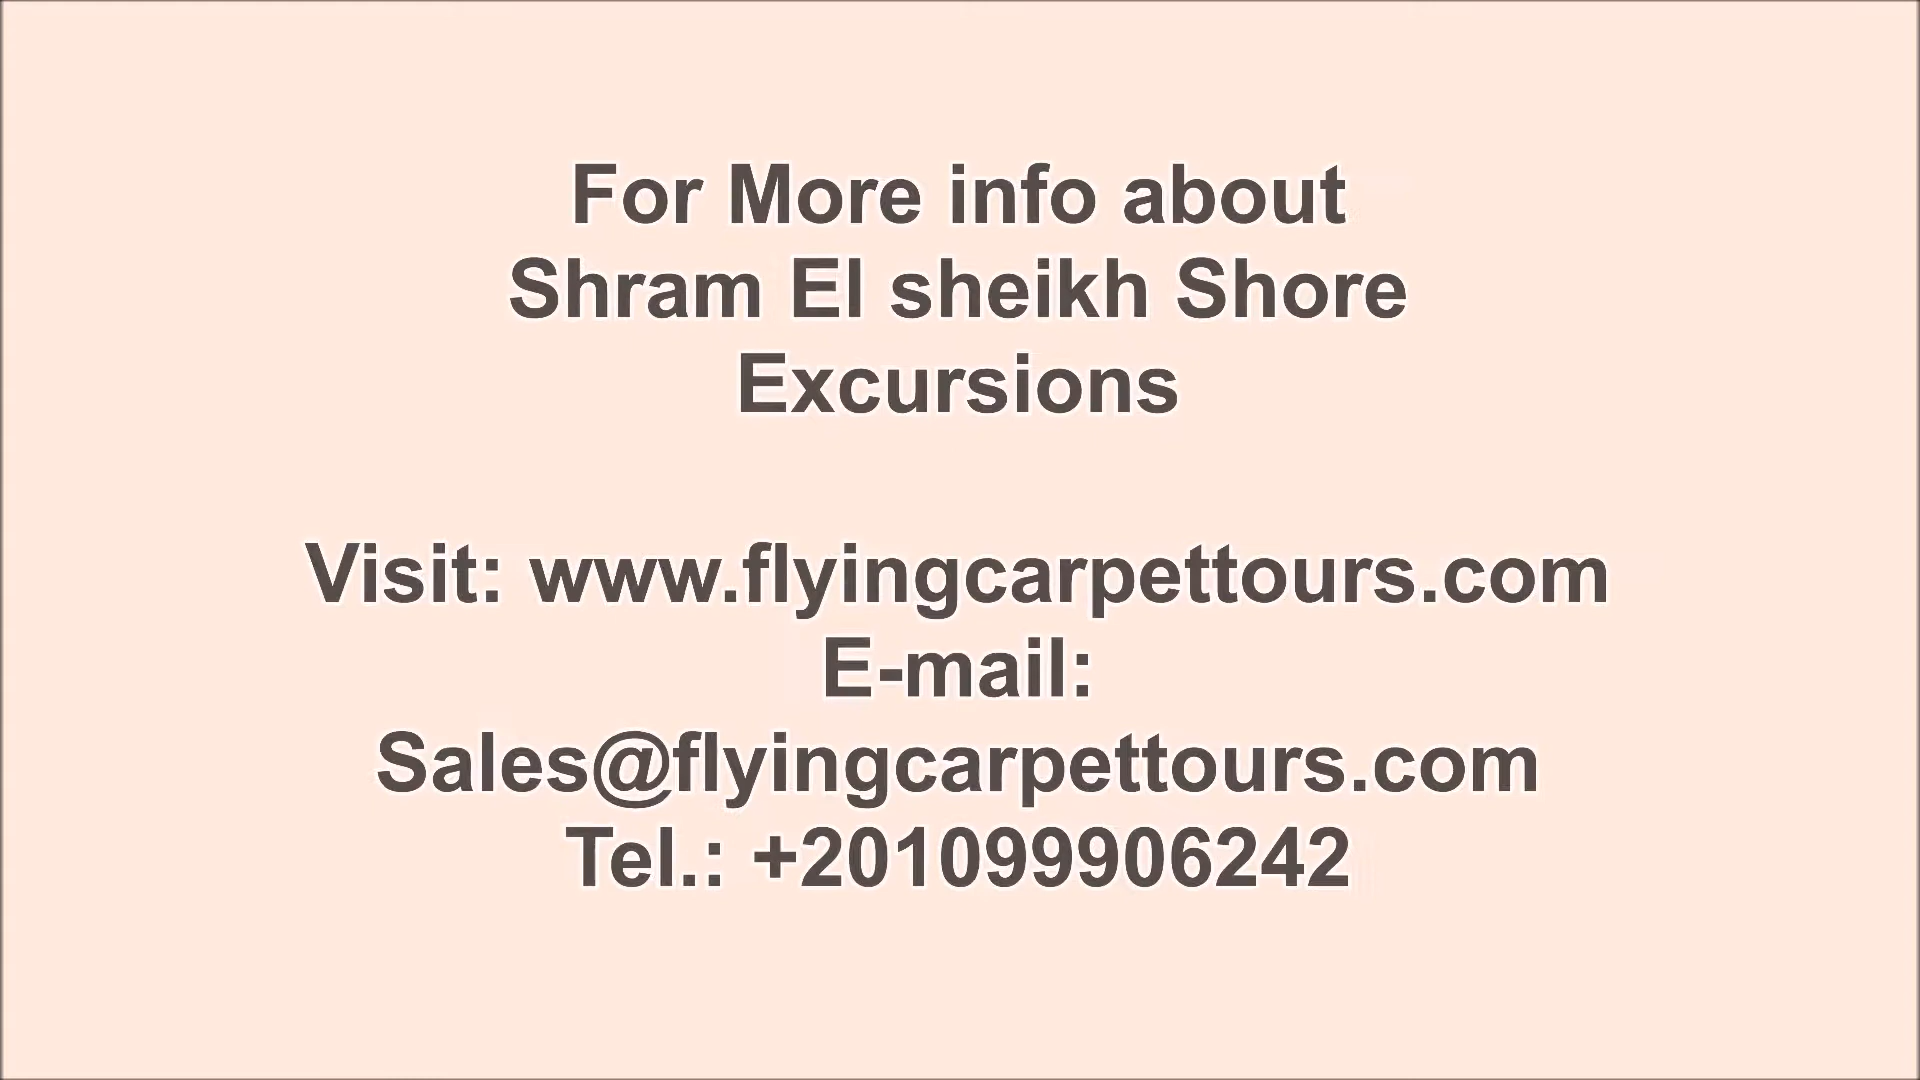 For More info about
Shram El sheikh Shore
Excursions
Visit: www.flyingcarpettours.com
E-mail:
Sales@flyingcarpettours.com
Tel.: +201099906242